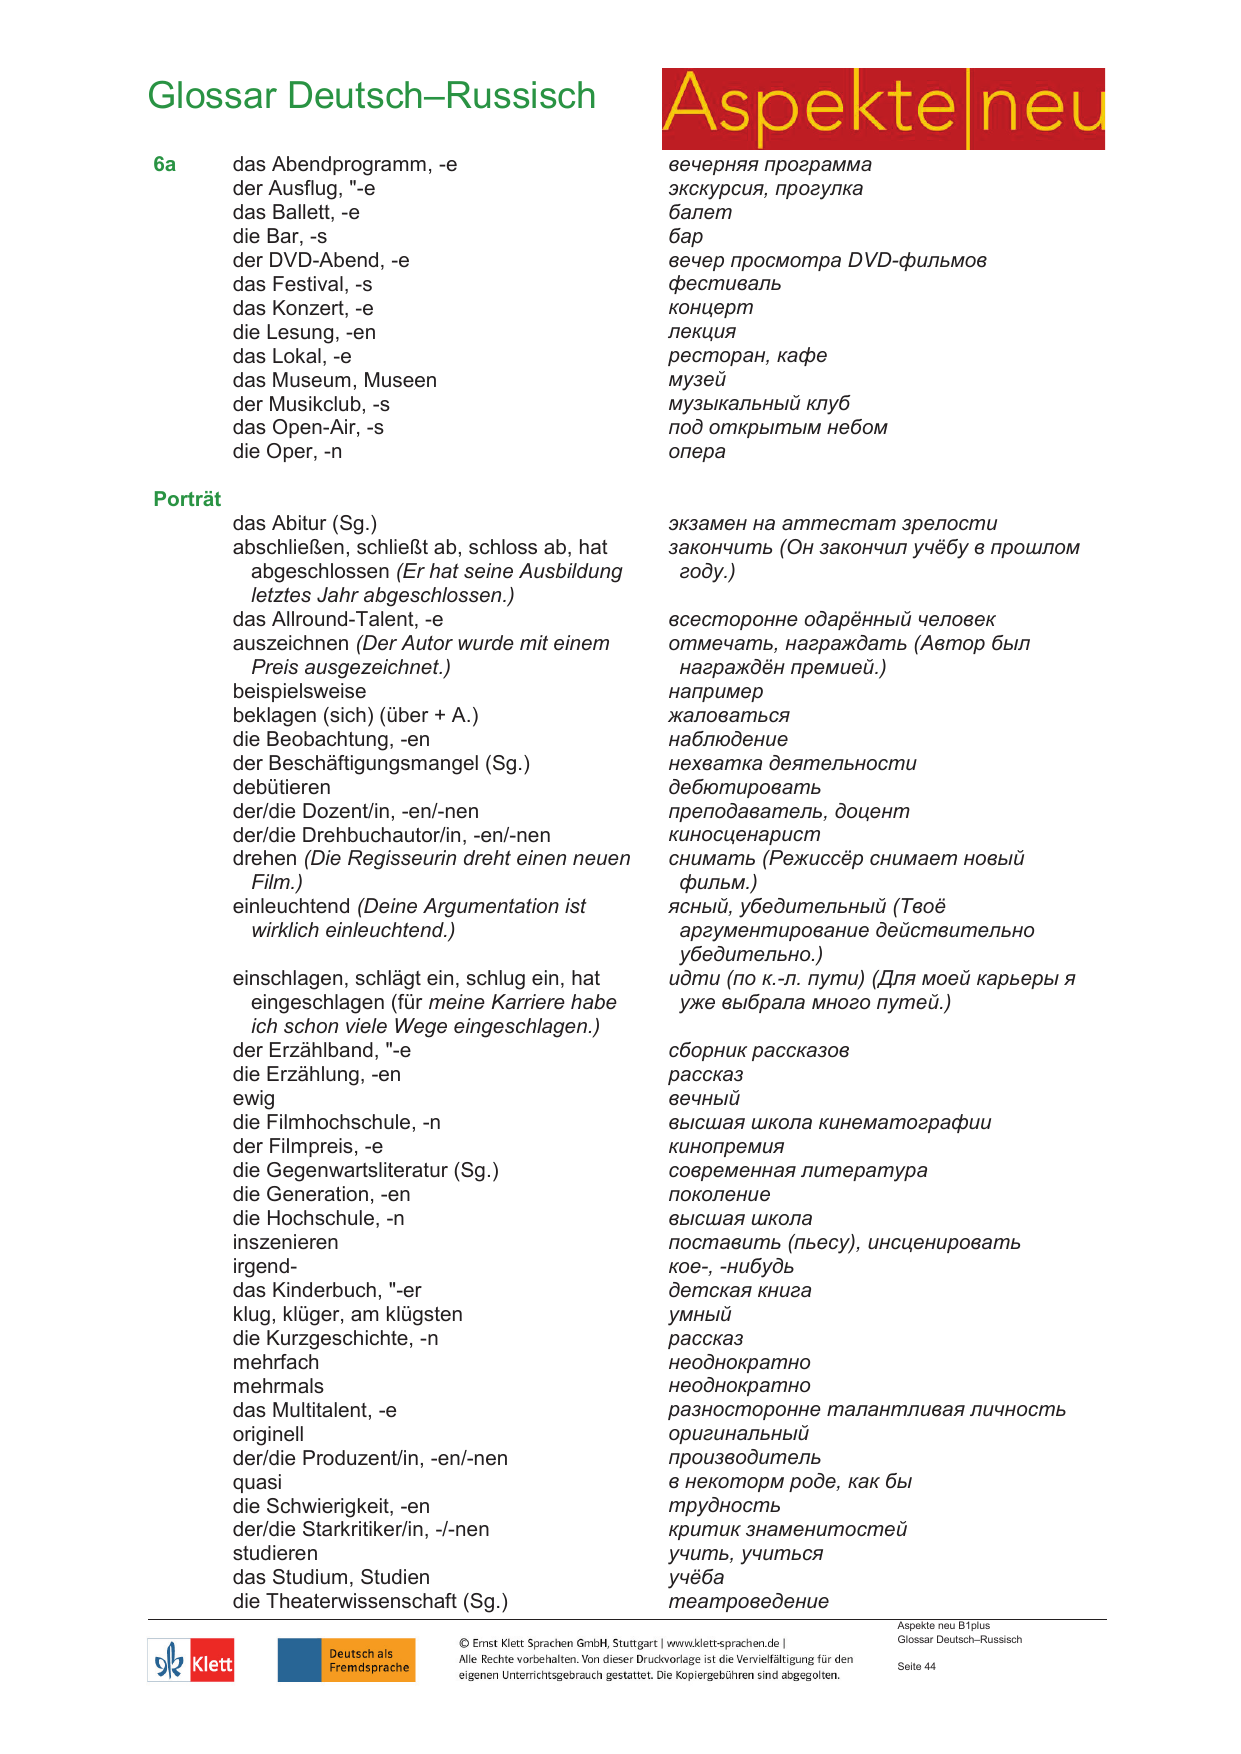 Glossar Deutsch–Russisch
Aspekte|neu
6a das Abendprogramm, -e вечерняя программа
der Ausflug, "-e экскурсия, прогулка
das Ballett, -e балет
die Bar, -s бар
der DVD-Abend, -e вечер просмотра DVD-фильмов
das Festival, -s фестиваль
das Konzert, -e концерт
die Lesung, -en лекция
das Lokal, -e ресторан, кафе
das Museum, Museen музей
der Musikclub, -s музыкальный клуб
das Open-Air, -s под открытым небом
die Oper, -n опера
Porträt
das Abitur (Sg.) экзамен на аттестат зрелости
abschließen, schließt ab, schloss ab, hat закончить (Он закончил учёбу в прошлом
abgeschlossen (Er hat seine Ausbildung году.)
letztes Jahr abgeschlossen.)
das Allround-Talent, -e всесторонне одарённый человек
auszeichnen (Der Autor wurde mit einem отмечать, награждать (Автор был
Preis ausgezeichnet.) награждён премией.)
beispielsweise например
beklagen (sich) (über + A.) жаловаться
die Beobachtung, -en наблюдение
der Beschäftigungsmangel (Sg.) нехватка деятельности
debütieren дебютировать
der/die Dozent/in, -en/-nen преподаватель, доцент
der/die Drehbuchautor/in, -en/-nen киносценарист
drehen (Die Regisseurin dreht einen neuen снимать (Режиссёр снимает новый
Film.) фильм.)
einleuchtend (Deine Argumentation ist ясный, убедительный (Твоё
wirklich einleuchtend.) аргументирование действительно
убедительно.)
einschlagen, schlägt ein, schlug ein, hat идти (по к.-л. пути) (Для моей карьеры я
eingeschlagen (für meine Karriere habe уже выбрала много путей.)
ich schon viele Wege eingeschlagen.)
der Erzählband, "-e сборник рассказов
die Erzählung, -en рассказ
ewig вечный
die Filmhochschule, -n высшая школа кинематографии
der Filmpreis, -e кинопремия
die Gegenwartsliteratur (Sg.) современная литература
die Generation, -en поколение
die Hochschule, -n высшая школа
inszenieren поставить (пьесу), инсценировать
irgend- кое-, -нибудь
das Kinderbuch, "-er детская книга
klug, klüger, am klügsten умный
die Kurzgeschichte, -n рассказ
mehrfach неоднократно
mehrmals неоднократно
das Multitalent, -e разносторонне талантливая личность
originell оригинальный
der/die Produzent/in, -en/-nen производитель
quasi в некоторм роде, как бы
die Schwierigkeit, -en трудность
der/die Starkritiker/in, -/-nen критик знаменитостей
studieren учить, учиться
das Studium, Studien учёба
die Theaterwissenschaft (Sg.) театроведение
Klett
Deutsch als
Fremdsprache
© Ernst Klett Sprachen GmbH, Stuttgart | www.klett-sprachen.de |
Alle Rechte vorbehalten. Von dieser Druckvorlage ist die Vervielfältigung für den
eigenen Unterrichtsgebrauch gestattet. Die Kopiergebühren sind abgegolten.
Aspekte neu B1plus
Glossar Deutsch–Russisch
Seite 44